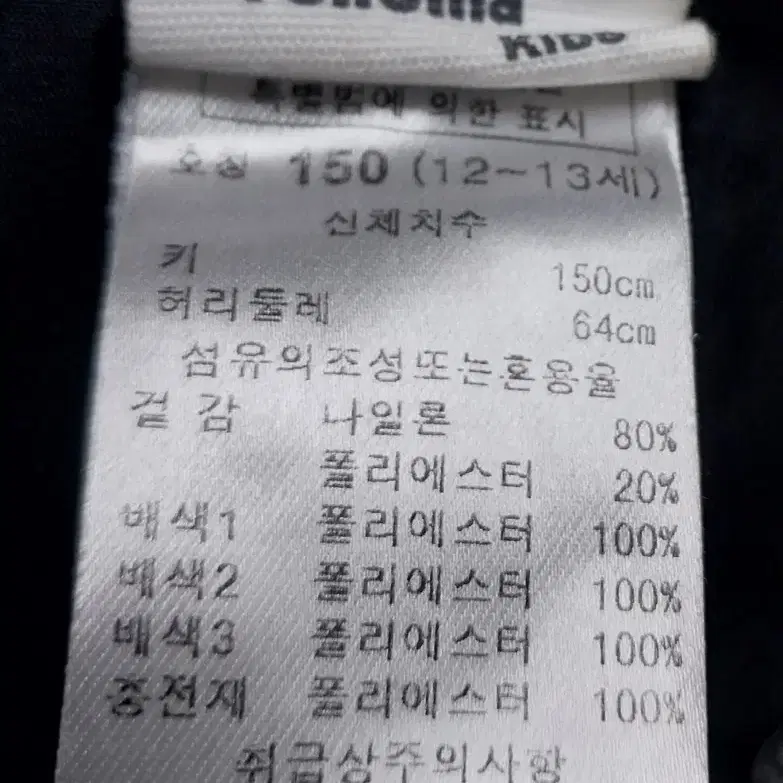 KIDS
특별법에 의한 표시
호칭 150 (12~13세)
신체치수
키 150cm
허리둘레 64cm
섬유의조성또는혼용율
겉감 나일론 80%
폴리에스터 20%
배색1 폴리에스터 100%
배색2 폴리에스터 100%
배색3 폴리에스터 100%
충전재 폴리에스터 100%
취급상주의사항